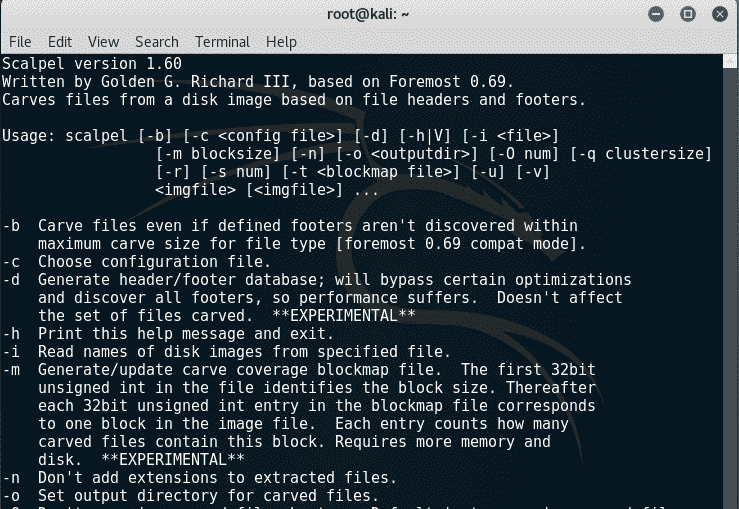 root@kali: ~
File Edit View Search Terminal Help
Scalpel version 1.60
Written by Golden G. Richard III, based on Foremost 0.69.
Carves files from a disk image based on file headers and footers.
Usage: scalpel [-b] [-c <config file>] [-d] [-h|V] [-i <file>]
[-m blocksize] [-n] [-o <outputdir>] [-O num] [-q clustersize]
[-r] [-s num] [-t <blockmap file>] [-u] [-v]
<imgfile> [<imgfile>] ...
-b Carve files even if defined footers aren't discovered within
maximum carve size for file type [foremost 0.69 compat mode].
-c Choose configuration file.
-d Generate header/footer database; will bypass certain optimizations
and discover all footers, so performance suffers. Doesn't affect
the set of files carved. **EXPERIMENTAL**
-h Print this help message and exit.
-i Read names of disk images from specified file.
-m Generate/update carve coverage blockmap file. The first 32bit
unsigned int in the file identifies the block size. Thereafter
each 32bit unsigned int entry in the blockmap file corresponds
to one block in the image file. Each entry counts how many
carved files contain this block. Requires more memory and
disk. **EXPERIMENTAL**
-n Don't add extensions to extracted files.
-o Set output directory for carved files.